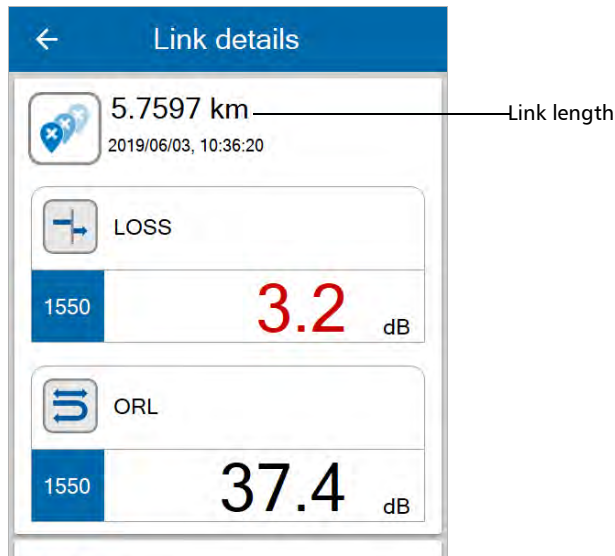 Link details
5.7597 km
Link length
2019/06/03, 10:36:20
LOSS
1550
3.2 dB
ORL
1550
37.4 dB